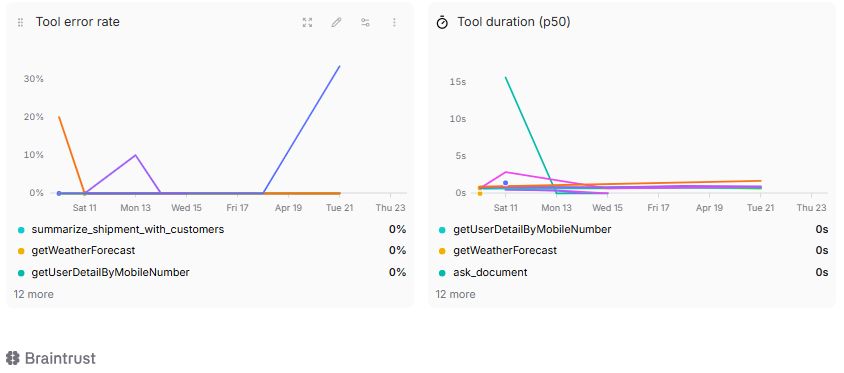 Tool error rate
30%
20%
10%
0%
Sat 11 Mon 13 Wed 15 Fri 17 Apr 19 Tue 21 Thu 23
summarize_shipment_with_customers 0%
getWeatherForecast 0%
getUserDetailByMobileNumber 0%
12 more
Tool duration (p50)
15s
10s
5s
0s
Sat 11 Mon 13 Wed 15 Fri 17 Apr 19 Tue 21 Thu 23
getUserDetailByMobileNumber 0s
getWeatherForecast 0s
ask_document 0s
12 more
Braintrust